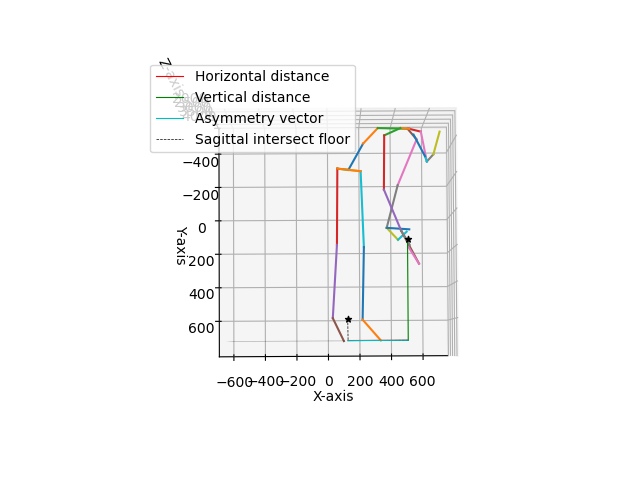 Horizontal distance
Vertical distance
Asymmetry vector
Sagittal intersect floor
Z-axis
−400
−200
0
200
400
600
Y-axis
−600
−400
−200
0
200
400
600
X-axis